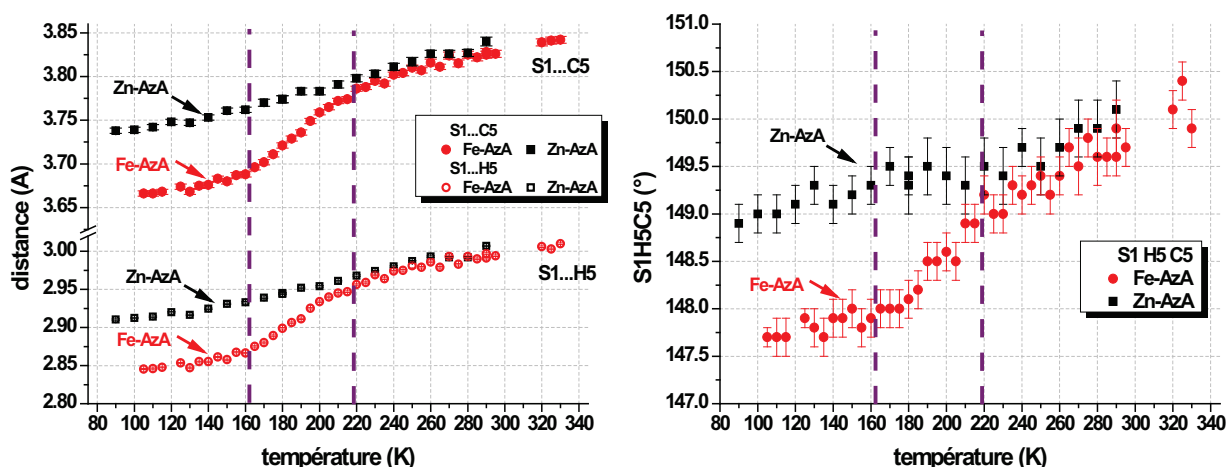 3.85
3.80
3.75
3.70
3.65
3.00
2.95
2.90
2.85
2.80
distance (A)
80 100 120 140 160 180 200 220 240 260 280 300 320 340
température (K)
Zn-AzA
Fe-AzA
S1...C5
S1...C5
Fe-AzA Zn-AzA
S1...H5
Fe-AzA Zn-AzA
Zn-AzA
Fe-AzA
S1...H5
151.0
150.5
150.0
149.5
149.0
148.5
148.0
147.5
147.0
S1H5C5 (°)
80 100 120 140 160 180 200 220 240 260 280 300 320 340
température (K)
Zn-AzA
Fe-AzA
S1 H5 C5
Fe-AzA
Zn-AzA